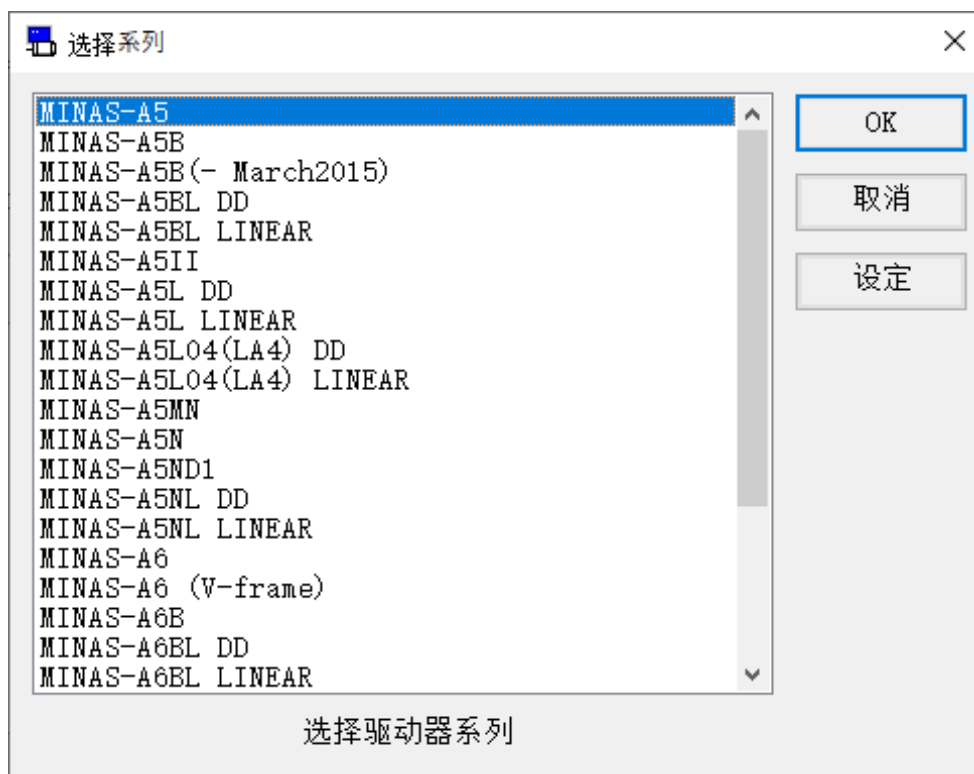 选择系列
MINAS-A5
MINAS-A5B
MINAS-A5B(- March2015)
MINAS-A5BL DD
MINAS-A5BL LINEAR
MINAS-A5II
MINAS-A5L DD
MINAS-A5L LINEAR
MINAS-A5L04(LA4) DD
MINAS-A5L04(LA4) LINEAR
MINAS-A5MN
MINAS-A5N
MINAS-A5ND1
MINAS-A5NL DD
MINAS-A5NL LINEAR
MINAS-A6
MINAS-A6 (V-frame)
MINAS-A6B
MINAS-A6BL DD
MINAS-A6BL LINEAR
OK
取消
设定
选择驱动器系列